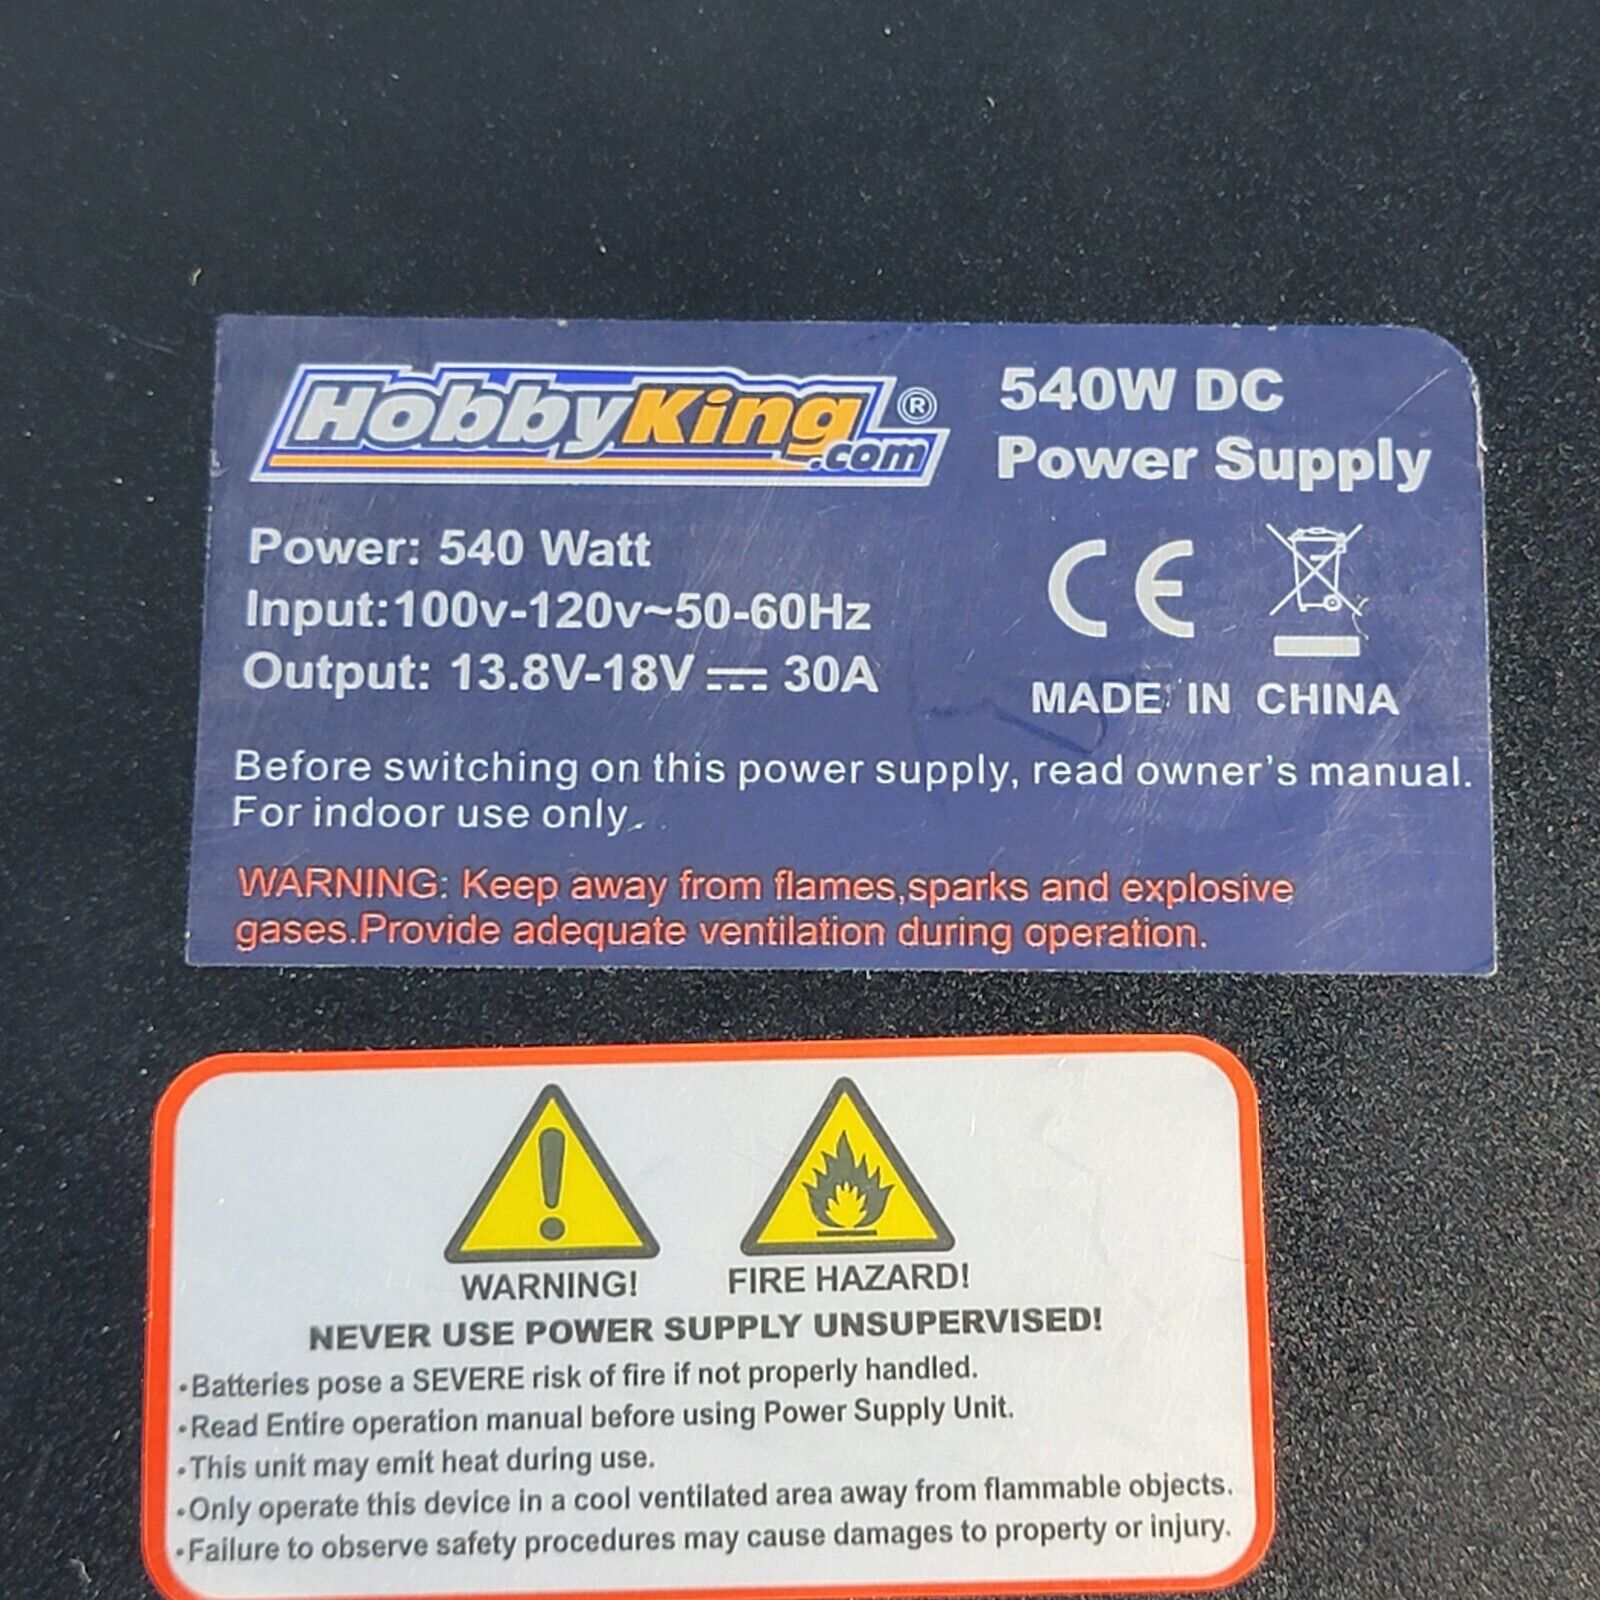 HobbyKing.com®
540W DC
Power Supply
Power: 540 Watt
Input:100v-120v~50-60Hz
Output: 13.8V-18V ⎓ 30A
CE
MADE IN CHINA
Before switching on this power supply, read owner's manual.
For indoor use only.
WARNING: Keep away from flames,sparks and explosive
gases.Provide adequate ventilation during operation.
WARNING!
FIRE HAZARD!
NEVER USE POWER SUPPLY UNSUPERVISED!
•Batteries pose a SEVERE risk of fire if not properly handled.
•Read Entire operation manual before using Power Supply Unit.
•This unit may emit heat during use.
•Only operate this device in a cool ventilated area away from flammable objects.
•Failure to observe safety procedures may cause damages to property or injury.